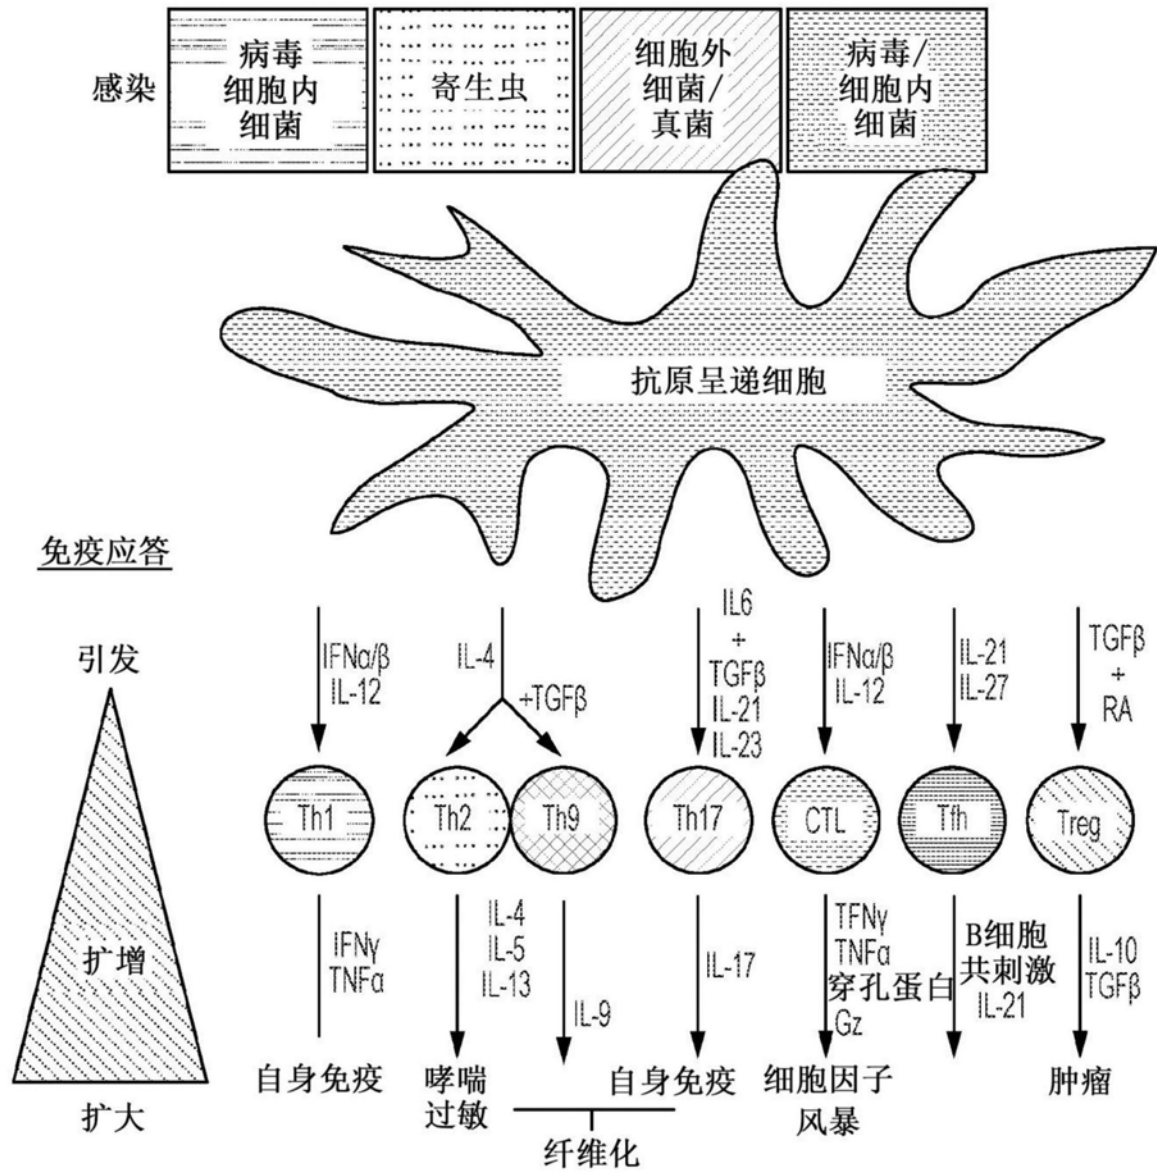 感染
病毒
细胞内
细菌
寄生虫
细胞外
细菌/
真菌
病毒/
细胞内
细菌
抗原呈递细胞
免疫应答
引发
扩增
扩大
IFNα/β
IL-12
IL-4
+TGFβ
IL6
+
TGFβ
IL-21
IL-23
IFNα/β
IL-12
IL-21
IL-27
TGFβ
+
RA
Th1
Th2
Th9
Th17
CTL
Tfh
Treg
IFNγ
TNFα
IL-4
IL-5
IL-13
IL-9
IL-17
TFNγ
TNFα
穿孔蛋白
Gz
B细胞
共刺激
IL-21
IL-10
TGFβ
自身免疫
哮喘
过敏
自身免疫
细胞因子
风暴
肿瘤
纤维化